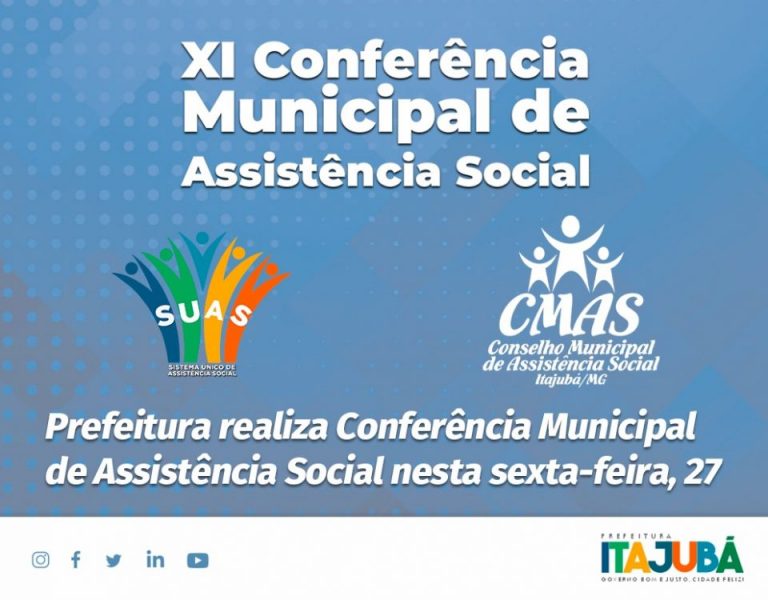 XI Conferência
Municipal de
Assistência Social
SUAS
SISTEMA ÚNICO DE
ASSISTÊNCIA SOCIAL
CMAS
Conselho Municipal
de Assistência Social
Itajubá/MG
Prefeitura realiza Conferência Municipal
de Assistência Social nesta sexta-feira, 27
PREFEITURA
ITAJUBÁ
GOVERNO BOM E JUSTO, CIDADE FELIZ!